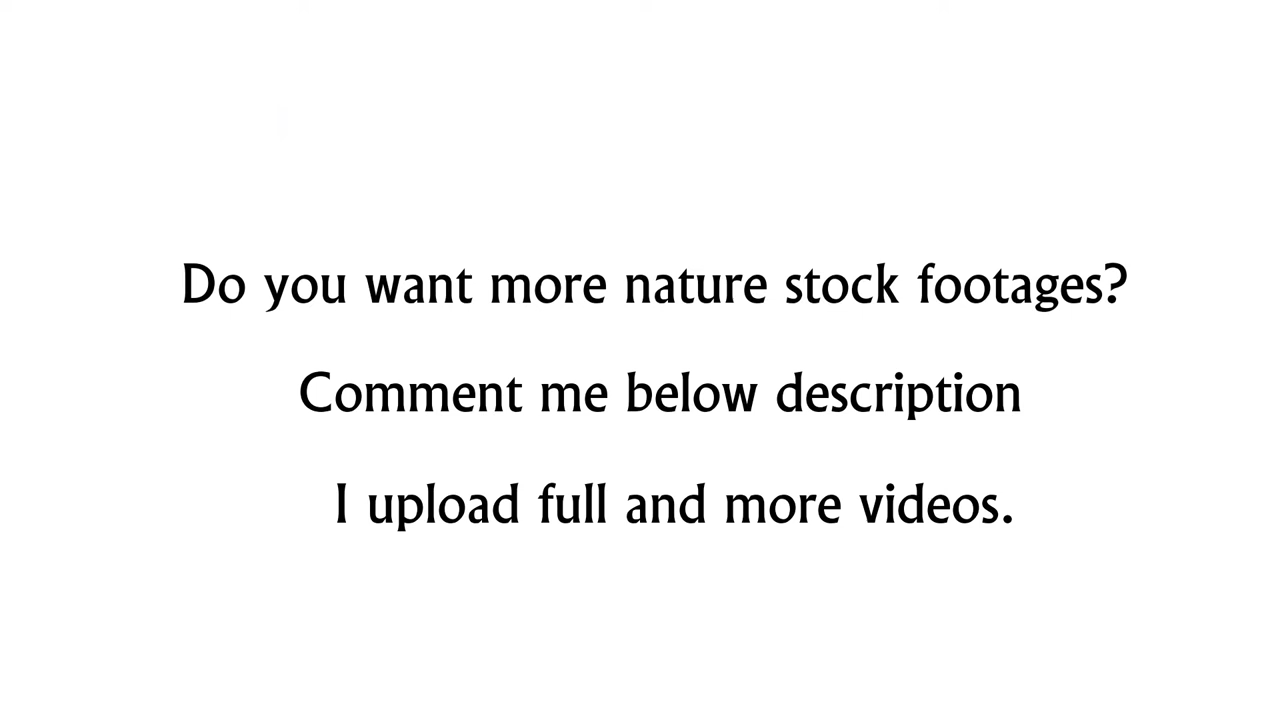 Do you want more nature stock footages?
Comment me below description
I upload full and more videos.